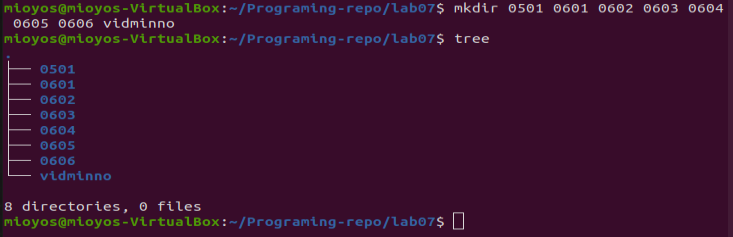 mioyos@mioyos-VirtualBox:~/Programing-repo/lab07$ mkdir 0501 0601 0602 0603 0604
 0605 0606 vidminno
mioyos@mioyos-VirtualBox:~/Programing-repo/lab07$ tree
.
├── 0501
├── 0601
├── 0602
├── 0603
├── 0604
├── 0605
├── 0606
└── vidminno

8 directories, 0 files
mioyos@mioyos-VirtualBox:~/Programing-repo/lab07$